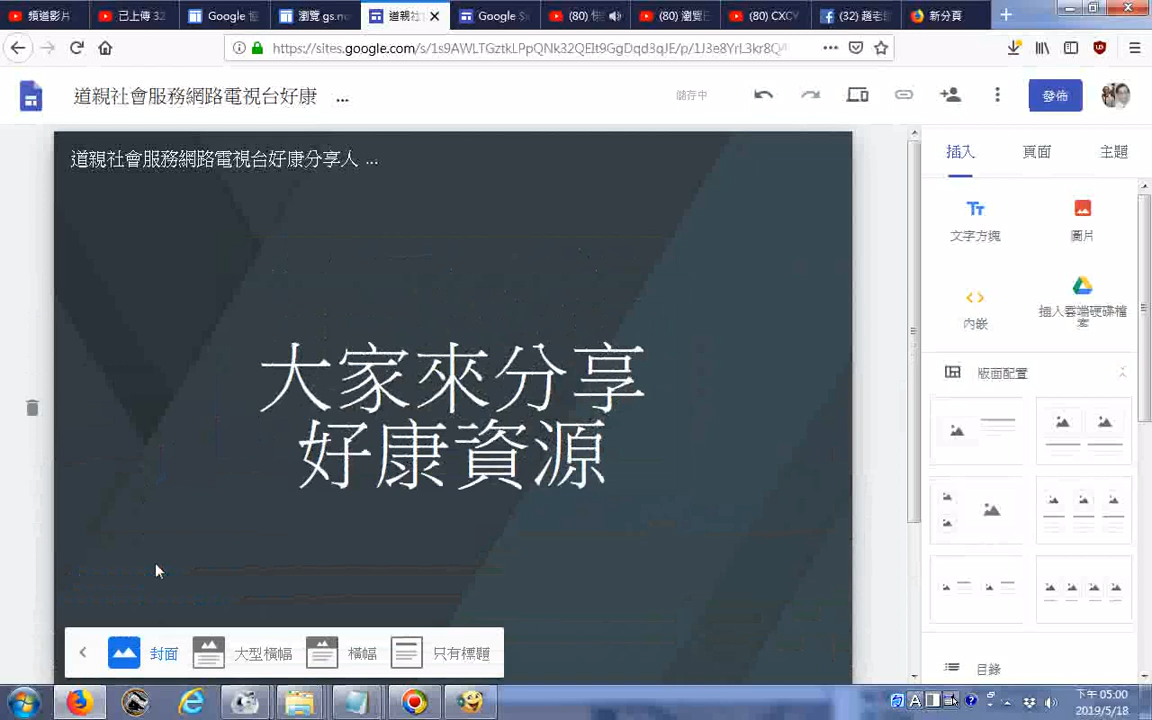 頻道影片
已上傳 32
Google
瀏覽 gs.n
道親社
Google S
(80)
(80) 瀏覽
(80) CXCV
(32) 趙老
新分頁
https://sites.google.com/s/1s9AWLTGztkLPpQNk32QEIt9GgDqd3qJE/p/1J3e8YrL3kr8Q
道親社會服務網路電視台好康 ...
儲存中
發佈
道親社會服務網路電視台好康分享人 ...
插入
頁面
主題
文字方塊
圖片
內嵌
插入雲端硬碟檔案
版面配置
大家來分享
好康資源
封面
大型橫幅
橫幅
只有標題
目錄
下午 05:00
2019/5/18